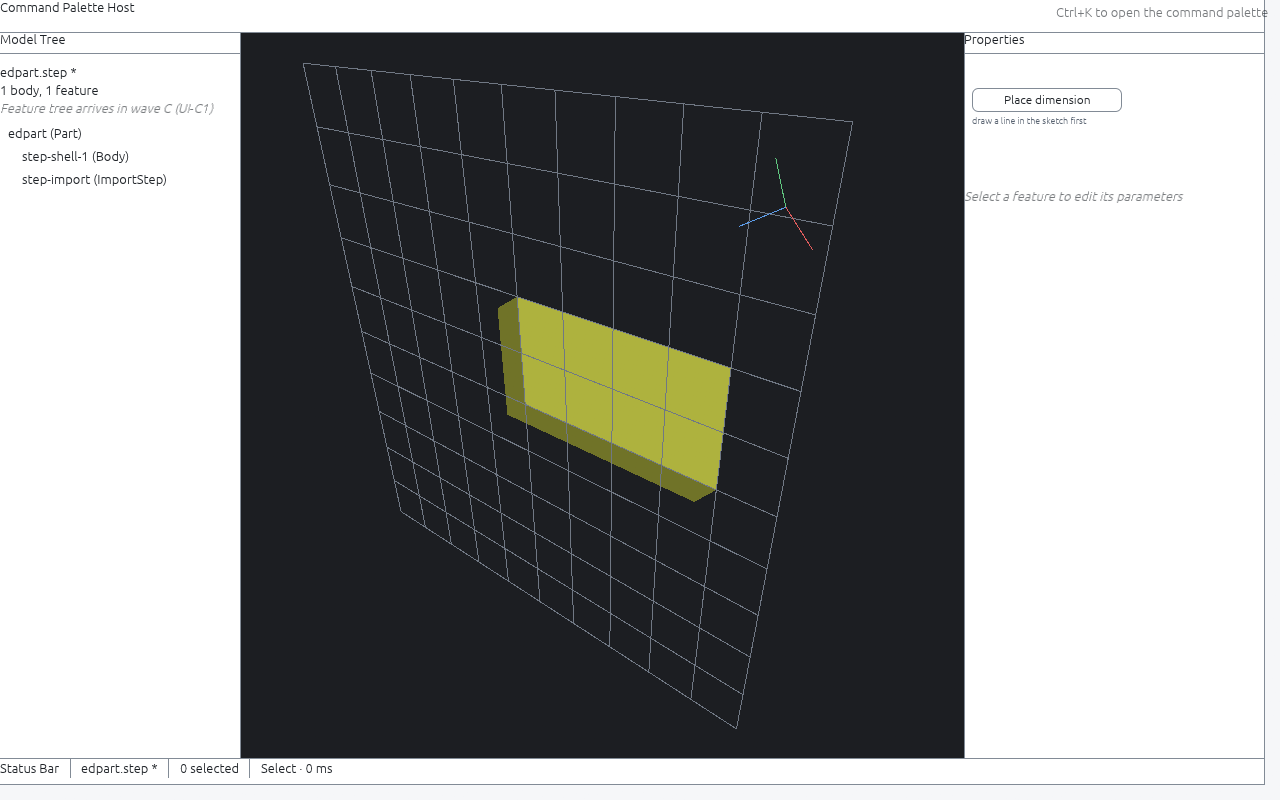 Command Palette Host
Ctrl+K to open the command palette
Model Tree
Properties
edpart.step *
1 body, 1 feature
Feature tree arrives in wave C (UI-C1)
edpart (Part)
step-shell-1 (Body)
step-import (ImportStep)
Place dimension
draw a line in the sketch first
Select a feature to edit its parameters
Status Bar
edpart.step *
0 selected
Select · 0 ms